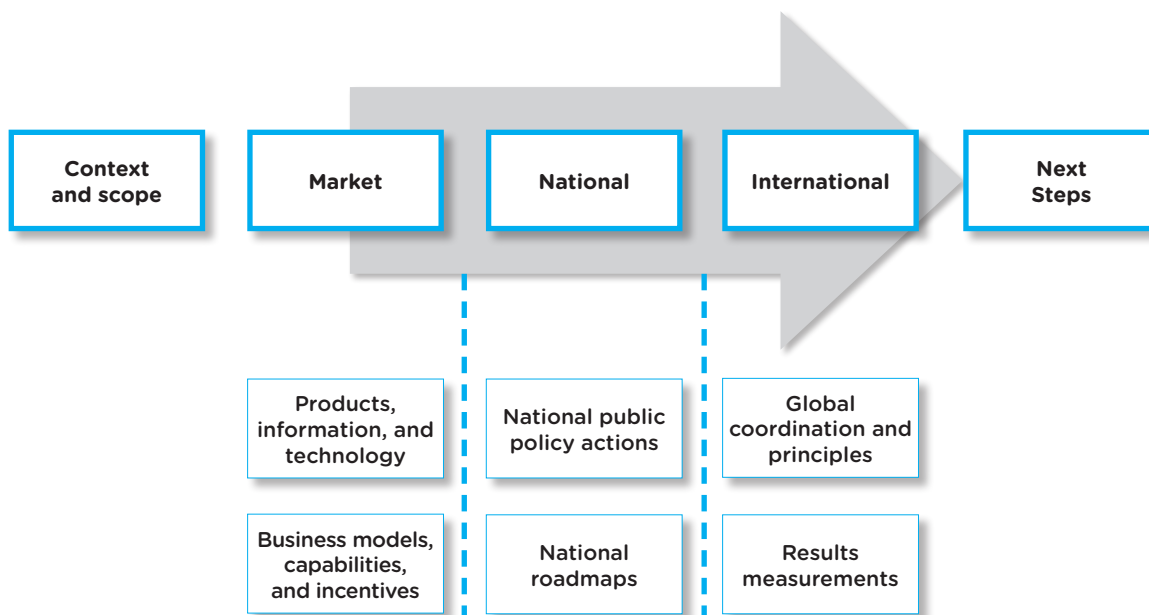 Context
and scope
Market
National
International
Next
Steps
Products,
information, and
technology
National public
policy actions
Global
coordination and
principles
Business models,
capabilities,
and incentives
National
roadmaps
Results
measurements